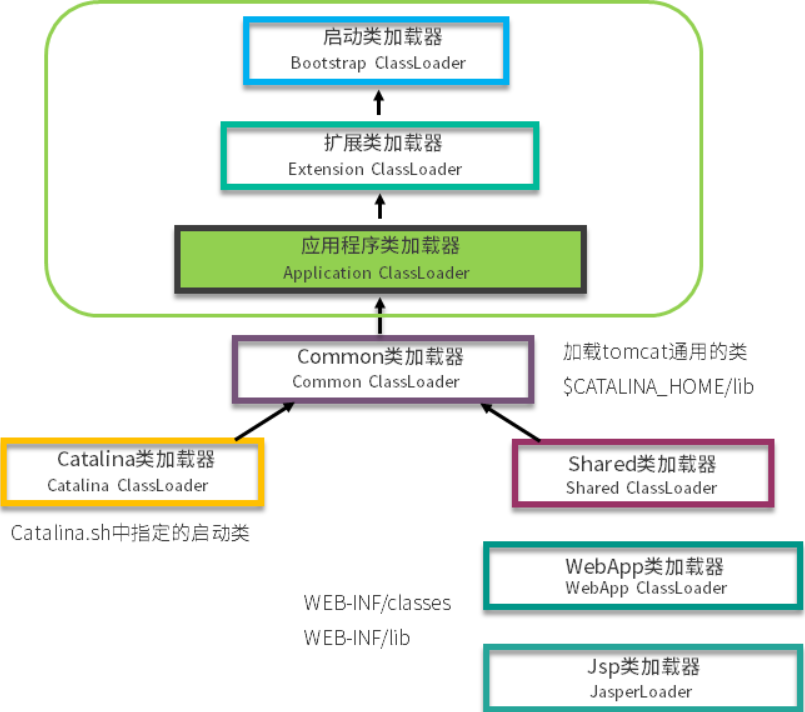 启动类加载器
Bootstrap ClassLoader
扩展类加载器
Extension ClassLoader
应用程序类加载器
Application ClassLoader
Common类加载器
Common ClassLoader
加载tomcat通用的类
$CATALINA_HOME/lib
Catalina类加载器
Catalina ClassLoader
Shared类加载器
Shared ClassLoader
Catalina.sh中指定的启动类
WebApp类加载器
WebApp ClassLoader
WEB-INF/classes
WEB-INF/lib
Jsp类加载器
JasperLoader